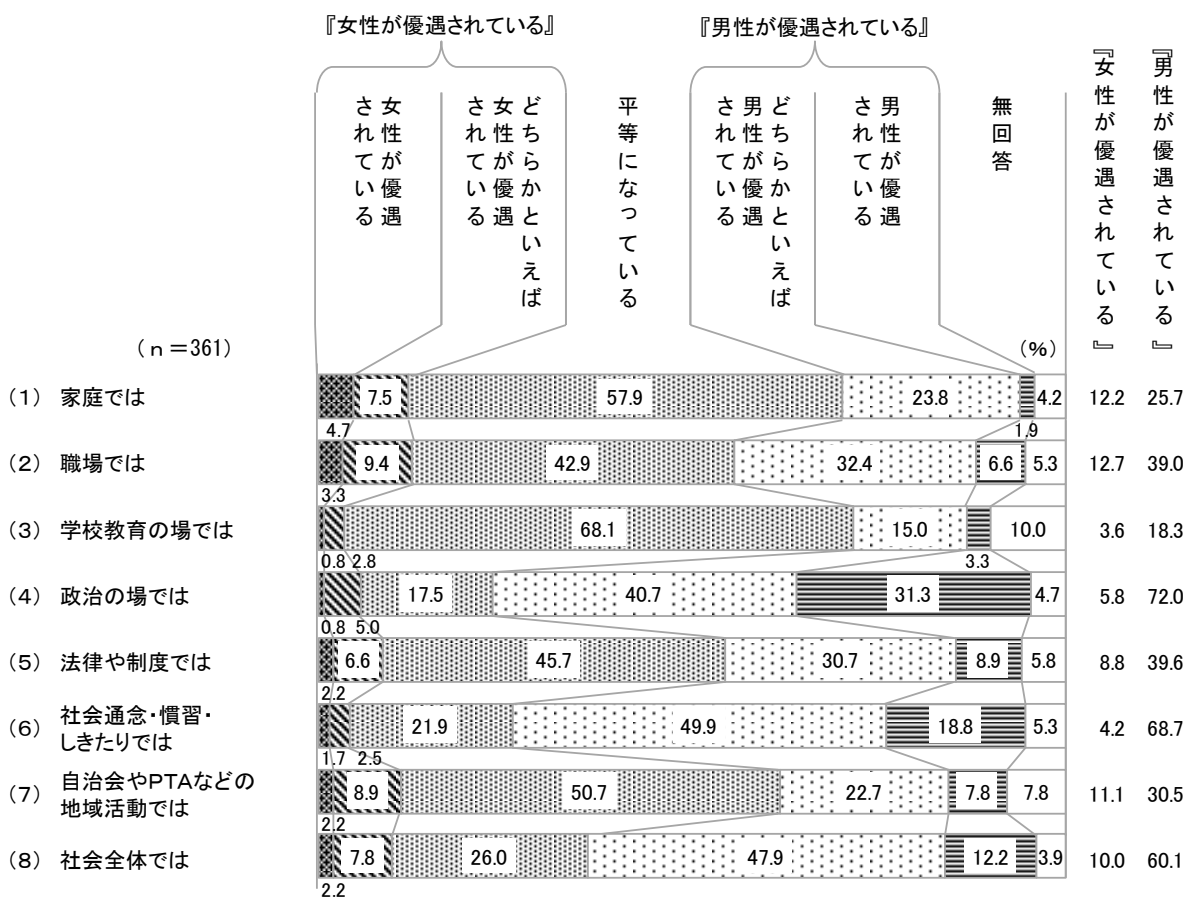 『女性が優遇されている』
『男性が優遇されている』
女性が優遇
されている
どちらかといえば
女性が優遇
されている
平等になっている
どちらかといえば
男性が優遇
されている
男性が優遇
されている
無回答
『女性が優遇されている』
『男性が優遇されている』
(n=361)
(%)
(1) 家庭では 7.5 57.9 23.8 4.2 12.2 25.7
4.7 1.9
(2) 職場では 9.4 42.9 32.4 6.6 5.3 12.7 39.0
3.3
(3) 学校教育の場では 68.1 15.0 10.0 3.6 18.3
0.8 2.8 3.3
(4) 政治の場では 17.5 40.7 31.3 4.7 5.8 72.0
0.8 5.0
(5) 法律や制度では 6.6 45.7 30.7 8.9 5.8 8.8 39.6
2.2
(6) 社会通念・慣習・
しきたりでは 21.9 49.9 18.8 5.3 4.2 68.7
1.7 2.5
(7) 自治会やPTAなどの
地域活動では 8.9 50.7 22.7 7.8 7.8 11.1 30.5
2.2
(8) 社会全体では 7.8 26.0 47.9 12.2 3.9 10.0 60.1
2.2